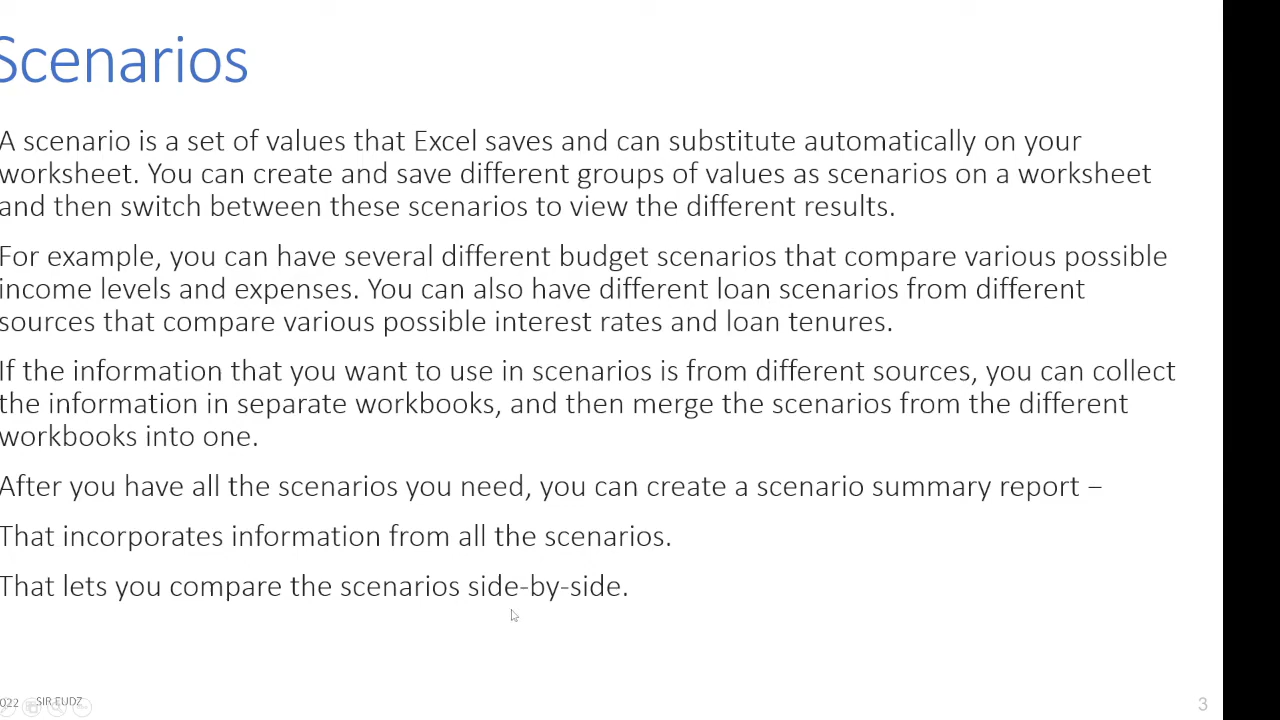 Scenarios
A scenario is a set of values that Excel saves and can substitute automatically on your
worksheet. You can create and save different groups of values as scenarios on a worksheet
and then switch between these scenarios to view the different results.
For example, you can have several different budget scenarios that compare various possible
income levels and expenses. You can also have different loan scenarios from different
sources that compare various possible interest rates and loan tenures.
If the information that you want to use in scenarios is from different sources, you can collect
the information in separate workbooks, and then merge the scenarios from the different
workbooks into one.
After you have all the scenarios you need, you can create a scenario summary report −
That incorporates information from all the scenarios.
That lets you compare the scenarios side-by-side.
022 SIR EUDZ 3